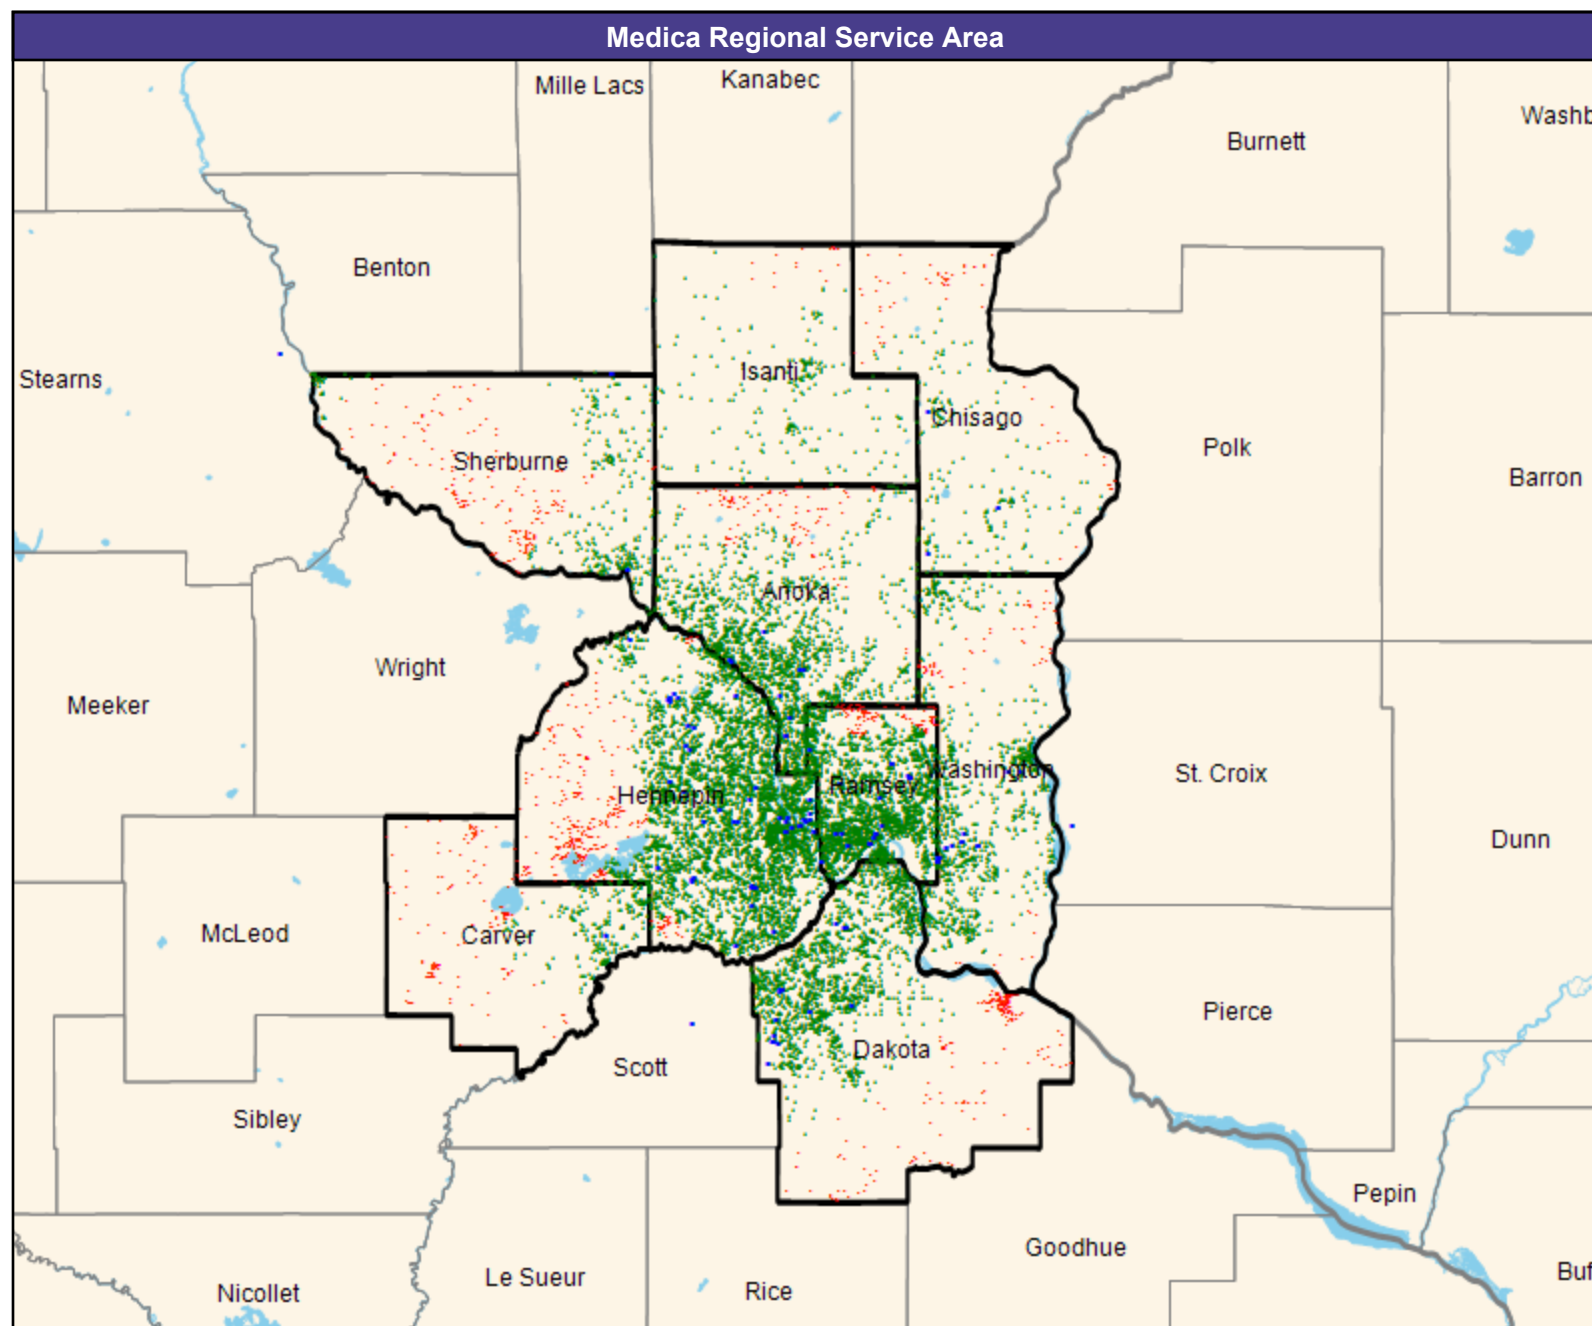 Medica Regional Service Area
Mille Lacs
Kanabec
Washb
Burnett
Benton
Stearns
Isanti
Chisago
Polk
Sherburne
Barron
Anoka
Wright
Meeker
Washington
St. Croix
Ramsey
Hennepin
Dunn
McLeod
Carver
Pierce
Dakota
Scott
Sibley
Pepin
Goodhue
Buf
Le Sueur
Rice
Nicollet